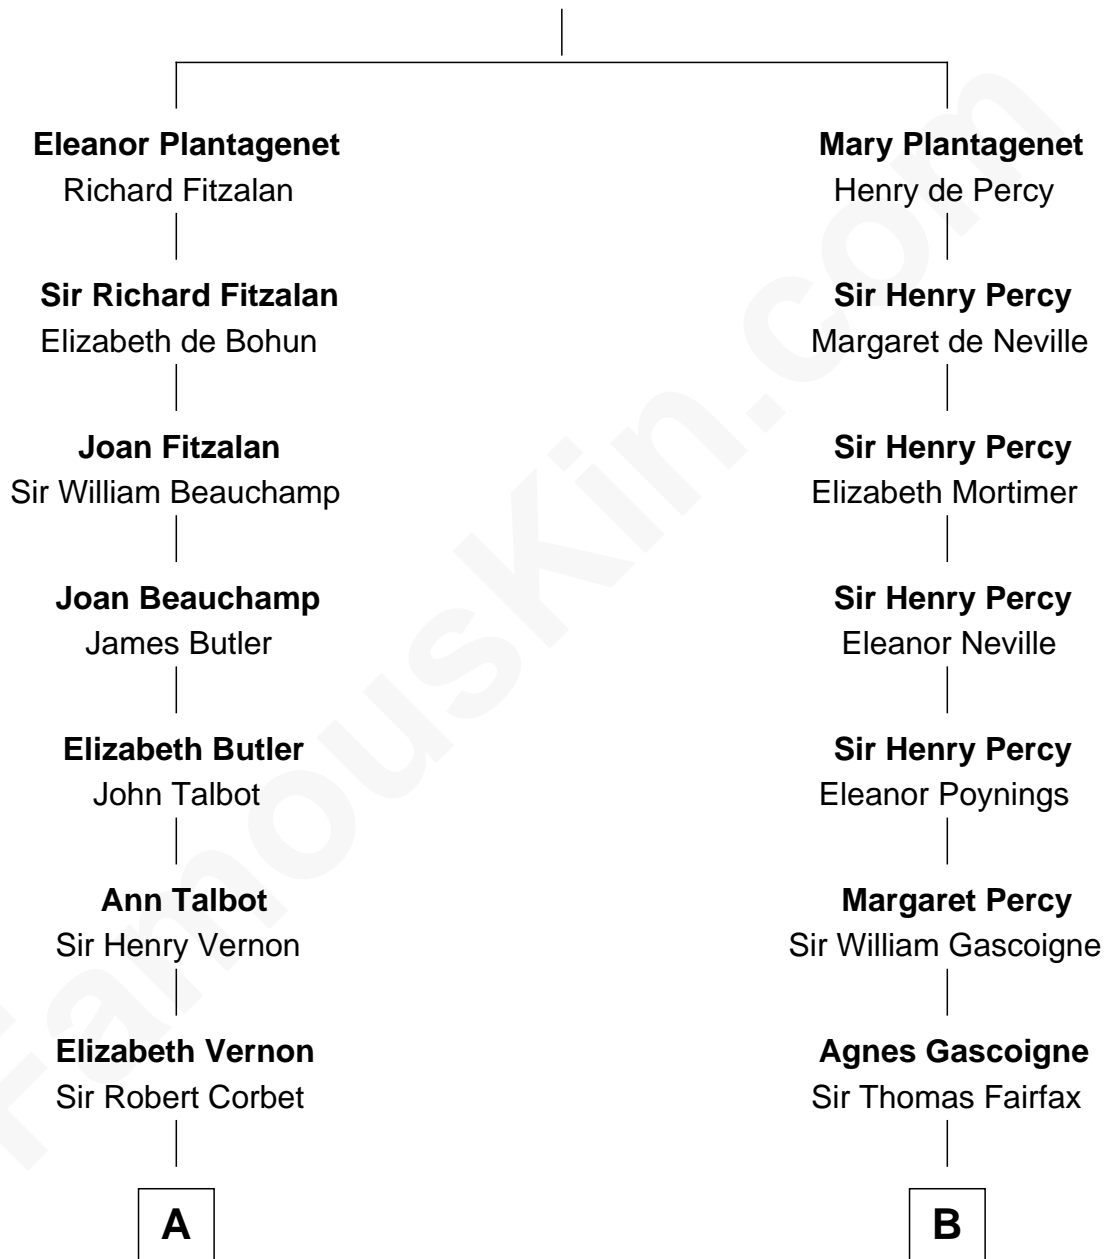 Eleanor Plantagenet
Richard Fitzalan
Sir Richard Fitzalan
Elizabeth de Bohun
Joan Fitzalan
Sir William Beauchamp
Joan Beauchamp
James Butler
Elizabeth Butler
John Talbot
Ann Talbot
Sir Henry Vernon
Elizabeth Vernon
Sir Robert Corbet
A
Mary Plantagenet
Henry de Percy
Sir Henry Percy
Margaret de Neville
Sir Henry Percy
Elizabeth Mortimer
Sir Henry Percy
Eleanor Neville
Sir Henry Percy
Eleanor Poynings
Margaret Percy
Sir William Gascoigne
Agnes Gascoigne
Sir Thomas Fairfax
B
FamousKin.com